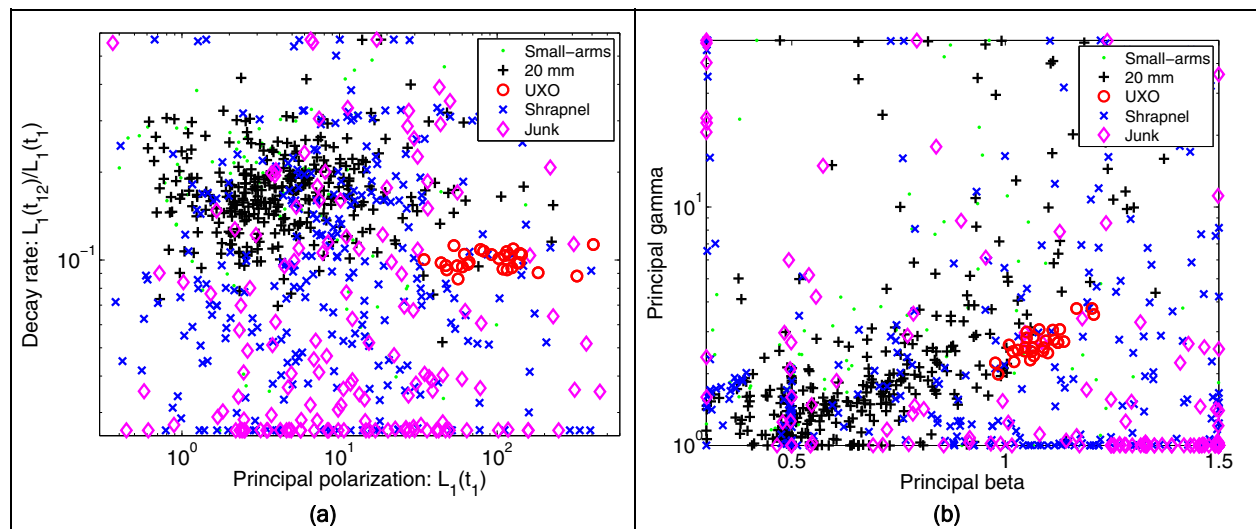 Small-arms
20 mm
UXO
Shrapnel
Junk
Decay rate: L1(t12)/L1(t1)
10^-1
10^0
10^1
10^2
Principal polarization: L1(t1)
(a)
Small-arms
20 mm
UXO
Shrapnel
Junk
Principal gamma
10^1
10^0
0.5
1
1.5
Principal beta
(b)